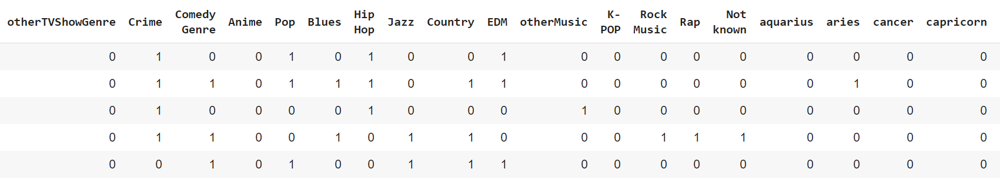 otherTVShowGenre Crime Comedy Genre Anime Pop Blues Hip Hop Jazz Country EDM otherMusic K-POP Rock Music Rap Not known aquarius aries cancer capricorn
0 1 0 0 1 0 1 0 0 1 0 0 0 0 0 0 0 0 0
0 1 1 0 1 1 1 0 1 1 0 0 0 0 0 0 1 0 0
0 1 0 0 0 0 1 0 0 0 1 0 0 0 0 0 0 0 0
0 1 1 0 0 1 0 1 1 0 0 0 1 1 1 0 0 0 0
0 0 1 0 1 0 0 1 1 1 0 0 0 0 0 0 0 0 0